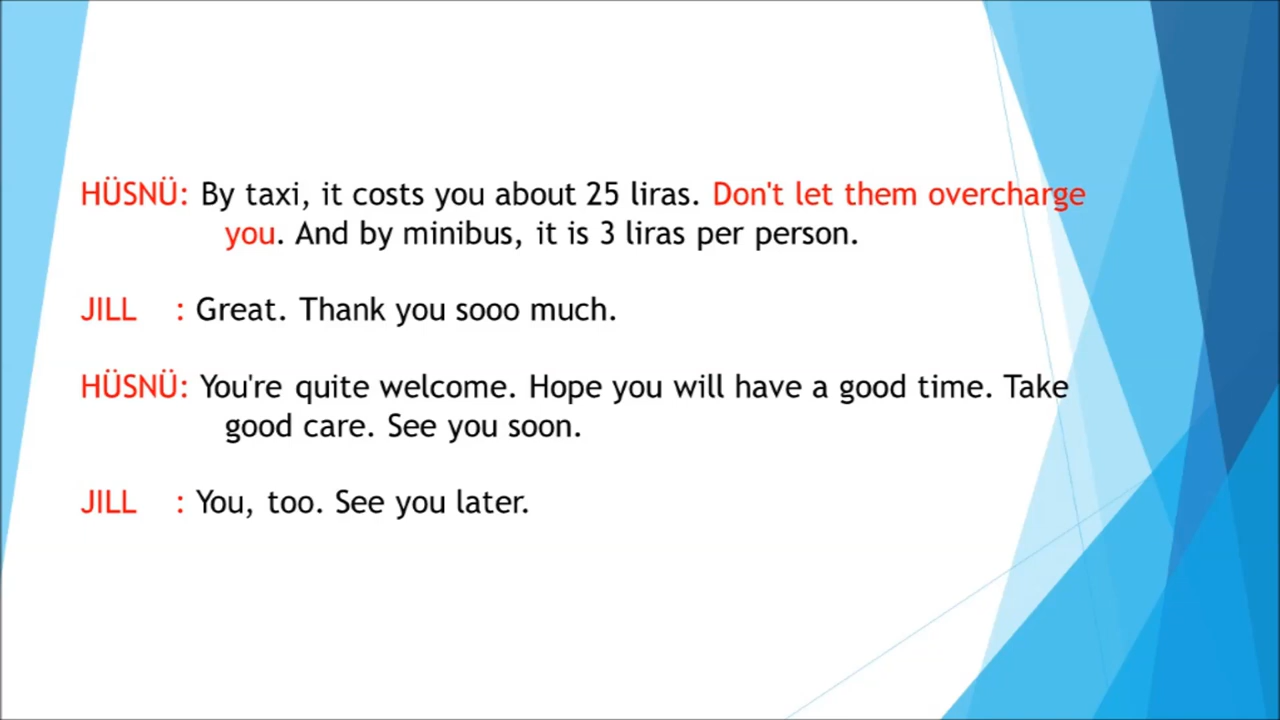 HÜSNÜ: By taxi, it costs you about 25 liras. Don't let them overcharge
you. And by minibus, it is 3 liras per person.
JILL : Great. Thank you sooo much.
HÜSNÜ: You're quite welcome. Hope you will have a good time. Take
good care. See you soon.
JILL : You, too. See you later.